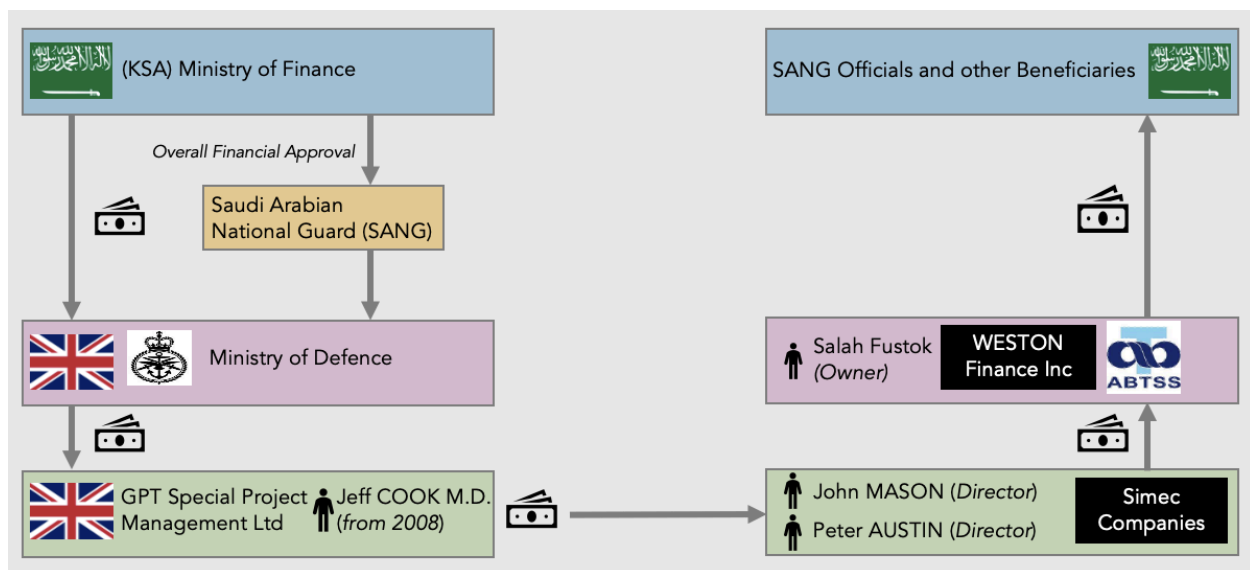 (KSA) Ministry of Finance
Overall Financial Approval
Saudi Arabian
National Guard (SANG)
Ministry of Defence
GPT Special Project
Management Ltd
Jeff COOK M.D.
(from 2008)
SANG Officials and other Beneficiaries
Salah Fustok
(Owner)
WESTON
Finance Inc
ABTSS
John MASON (Director)
Peter AUSTIN (Director)
Simec
Companies